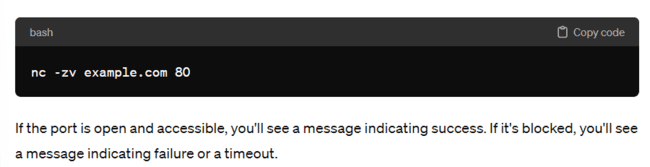 bash Copy code
nc -zv example.com 80
If the port is open and accessible, you'll see a message indicating success. If it's blocked, you'll see
a message indicating failure or a timeout.